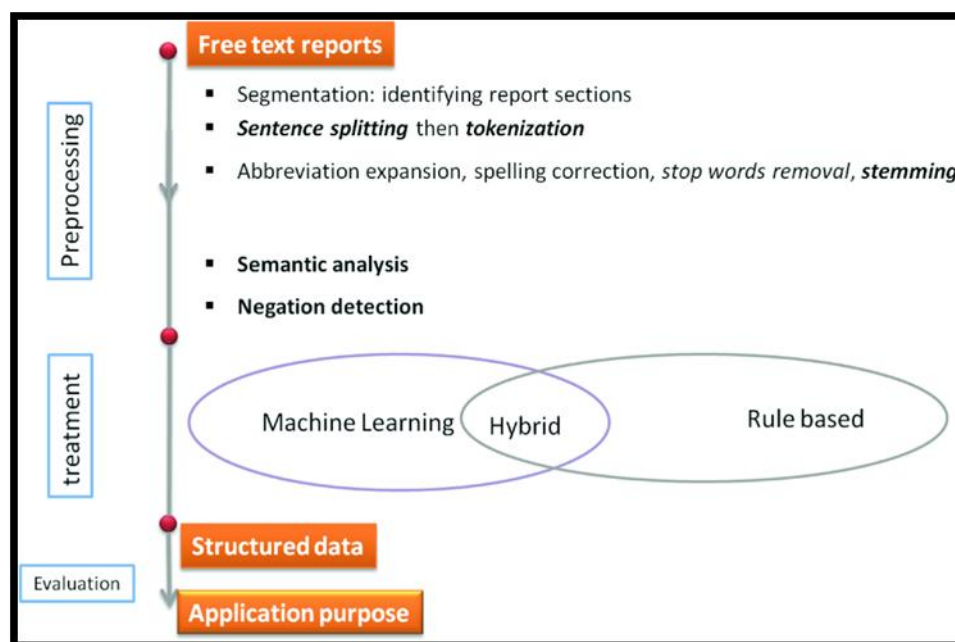 Free text reports
Preprocessing
▪ Segmentation: identifying report sections
▪ Sentence splitting then tokenization
▪ Abbreviation expansion, spelling correction, stop words removal, stemming
▪ Semantic analysis
▪ Negation detection
treatment
Machine Learning
Hybrid
Rule based
Structured data
Evaluation
Application purpose